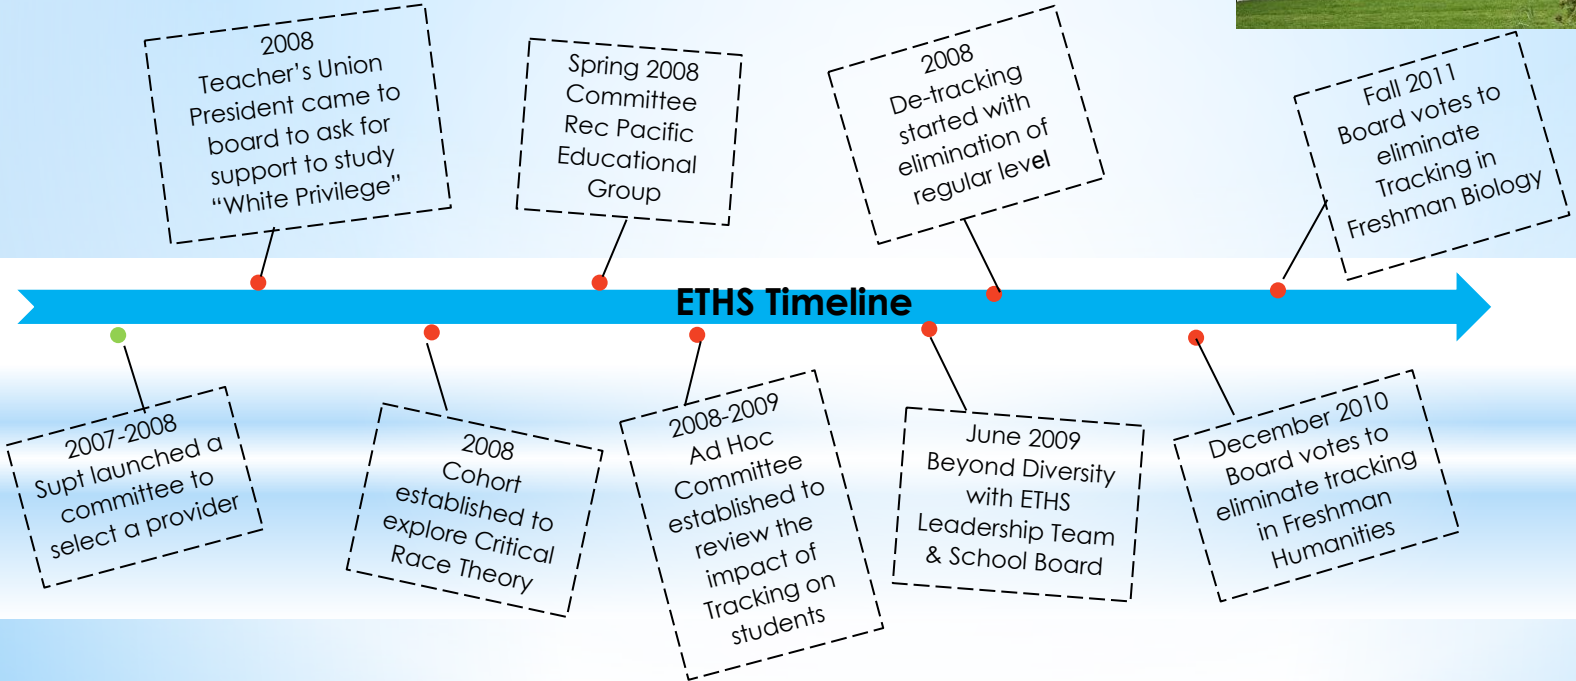 2008
Teacher’s Union
President came to
board to ask for
support to study
“White Privilege”
Spring 2008
Committee
Rec Pacific
Educational
Group
2008
De-tracking
started with
elimination of
regular level
Fall 2011
Board votes to
eliminate
Tracking in
Freshman Biology
ETHS Timeline
2007-2008
Supt launched a
committee to
select a provider
2008
Cohort
established to
explore Critical
Race Theory
2008-2009
Ad Hoc
Committee
established to
review the
impact of
Tracking on
students
June 2009
Beyond Diversity
with ETHS
Leadership Team
& School Board
December 2010
Board votes to
eliminate tracking
in Freshman
Humanities